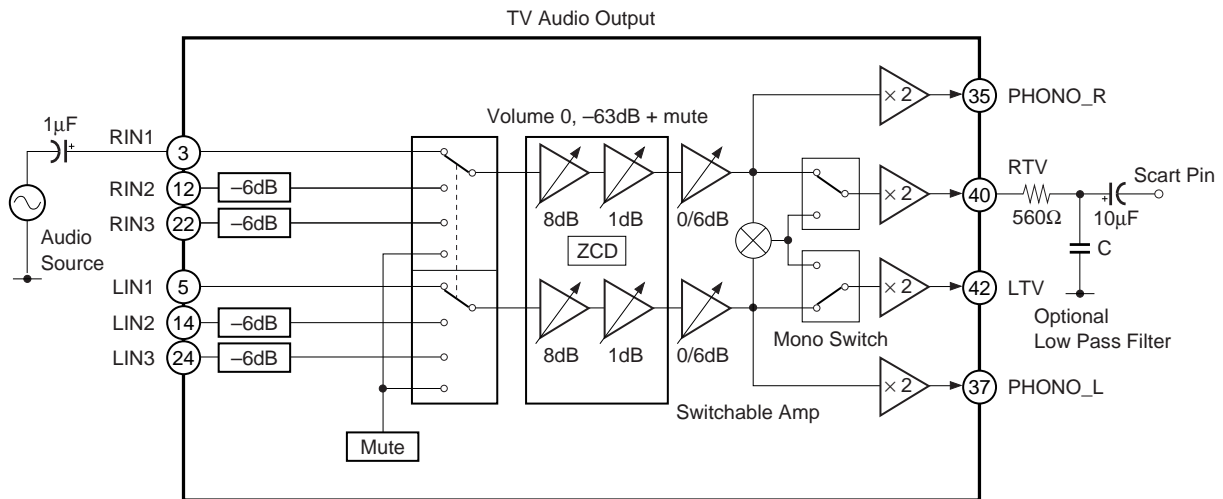 TV Audio Output
1μF
RIN1
3
RIN2
12
–6dB
RIN3
22
–6dB
Audio
Source
LIN1
5
LIN2
14
–6dB
LIN3
24
–6dB
Mute
Volume 0, –63dB + mute
8dB
1dB
0/6dB
ZCD
8dB
1dB
0/6dB
Switchable Amp
Mono Switch
× 2
35
PHONO_R
× 2
40
RTV
560Ω
10μF
+
Scart Pin
C
Optional
Low Pass Filter
× 2
42
LTV
× 2
37
PHONO_L
+